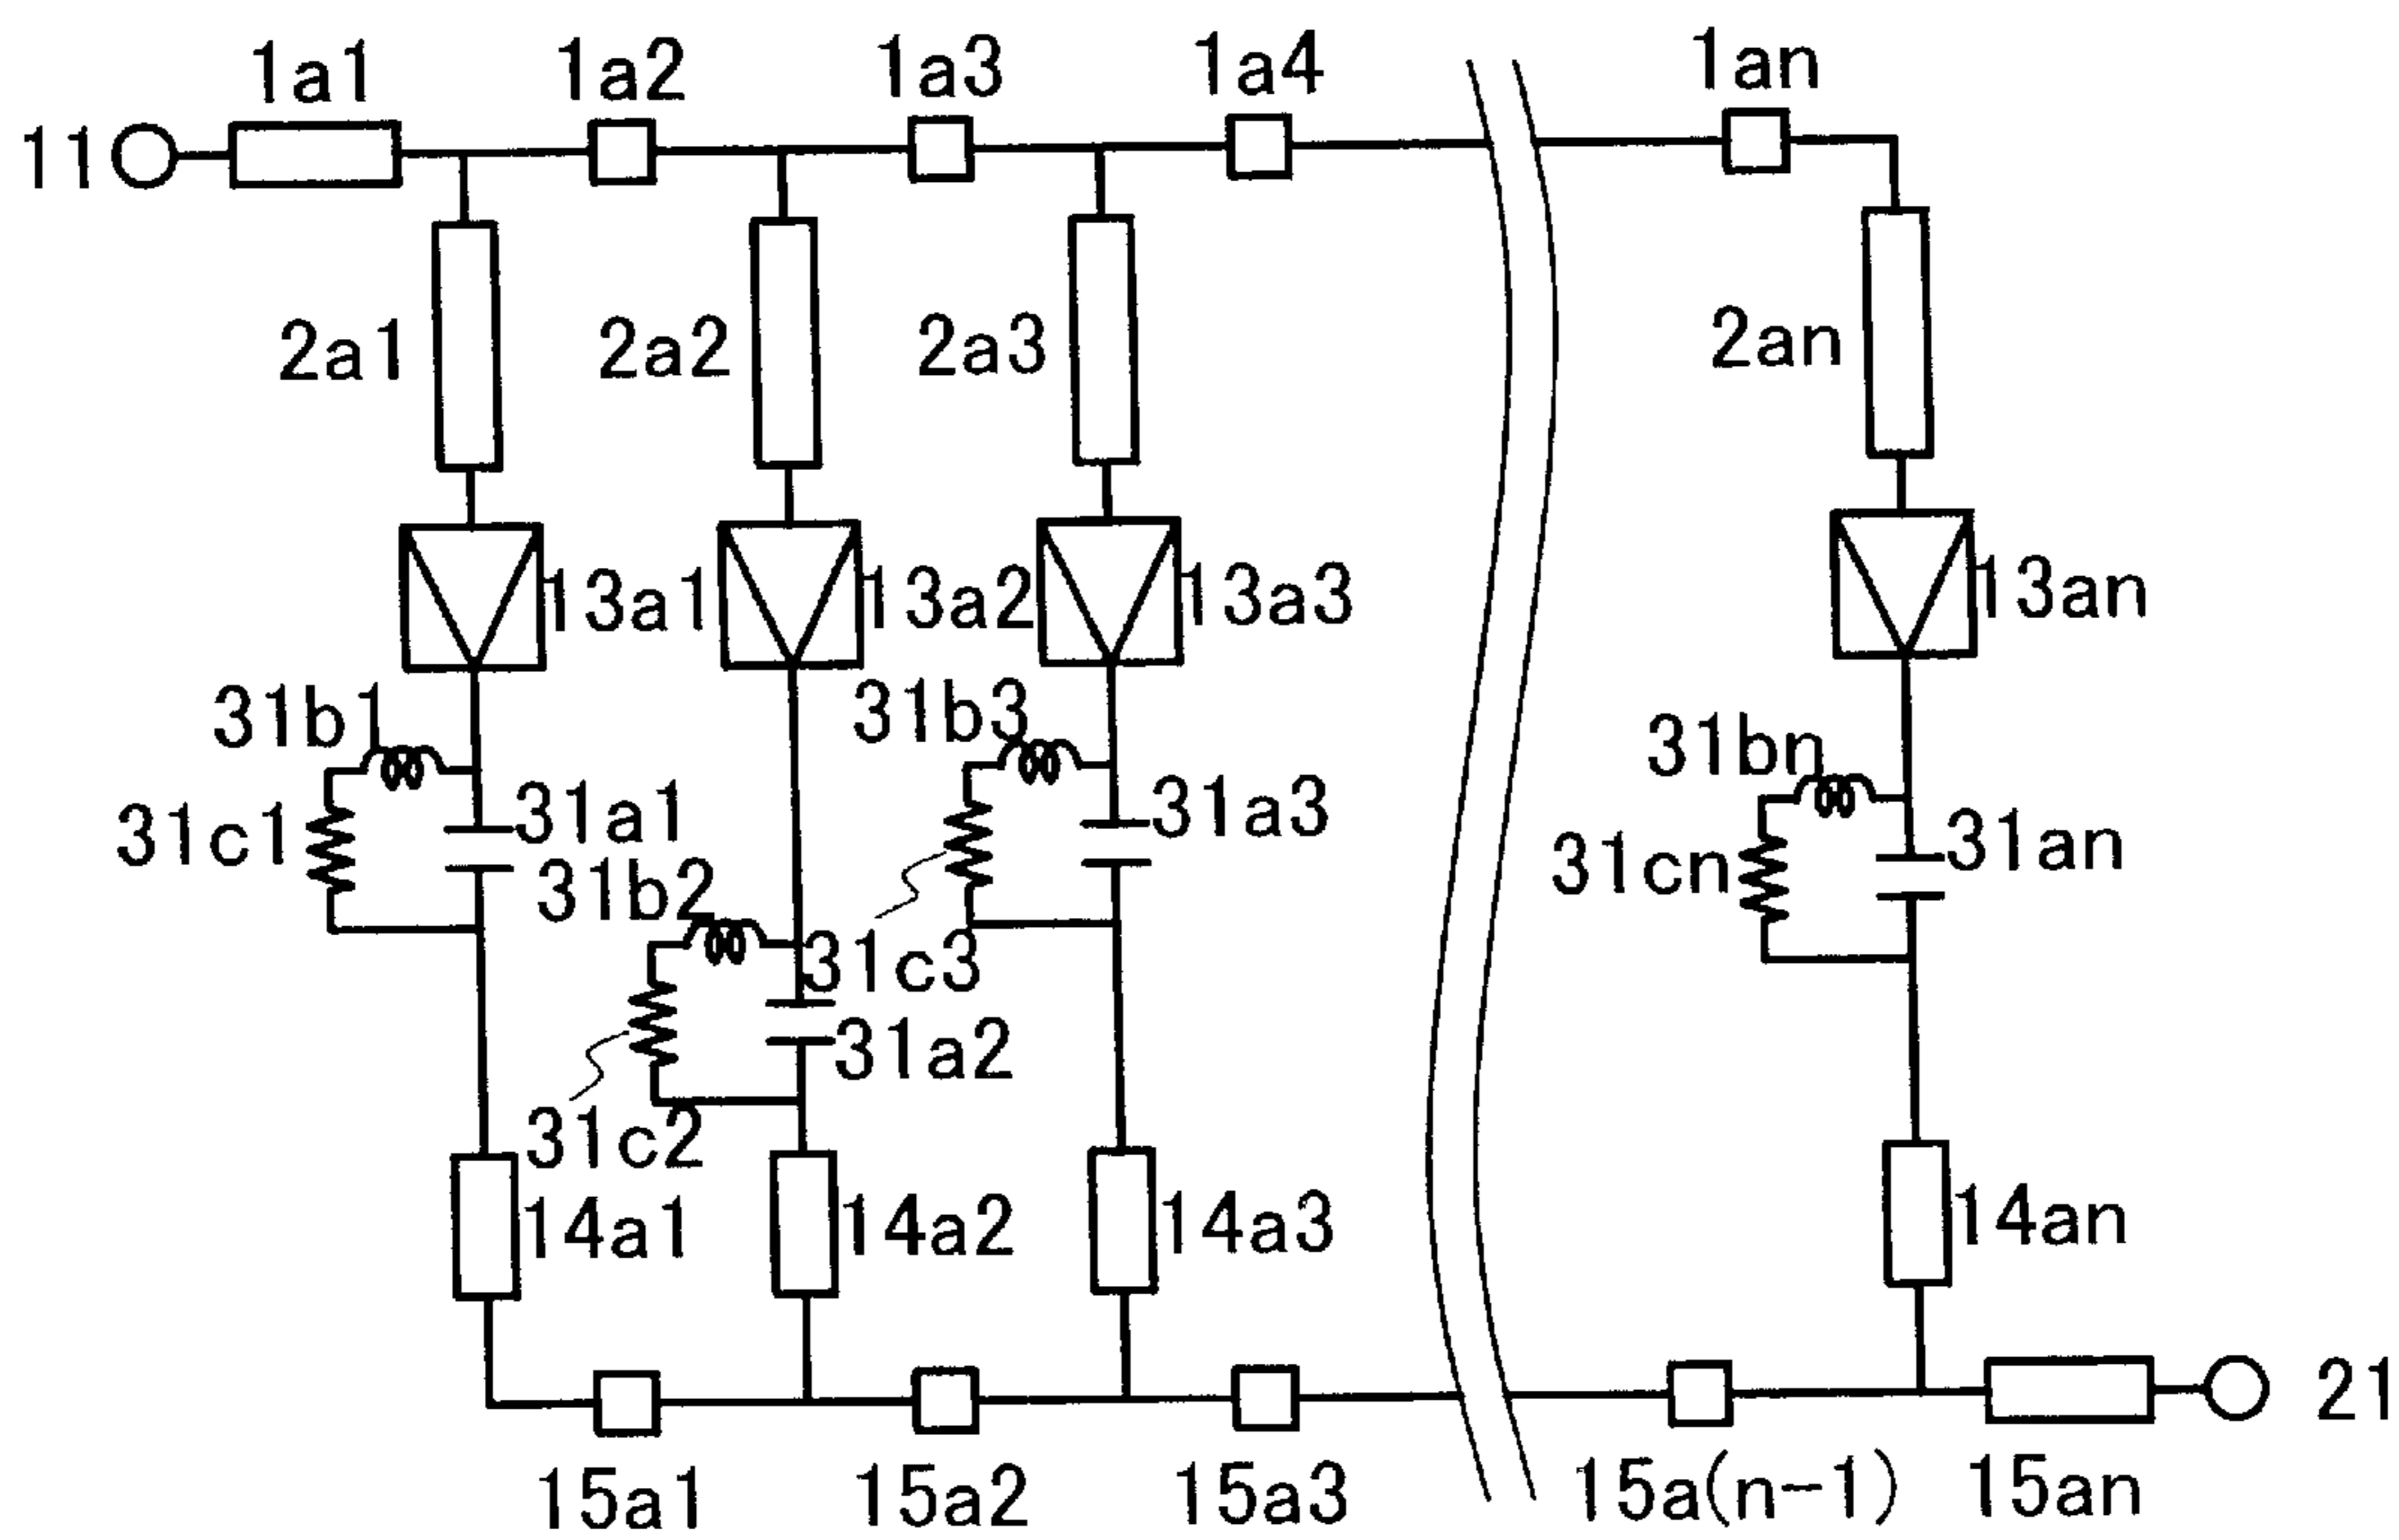 1a1 1a2 1a3 1a4 1an
11
2a1 2a2 2a3 2an
13a1 13a2 13a3 13an
31b1 31b3 31bn
31c1 31a1 31a3 31cn 31an
31b2 31c3
31a2
31c2
14a1 14a2 14a3 14an
21
15a1 15a2 15a3 15a(n-1) 15an